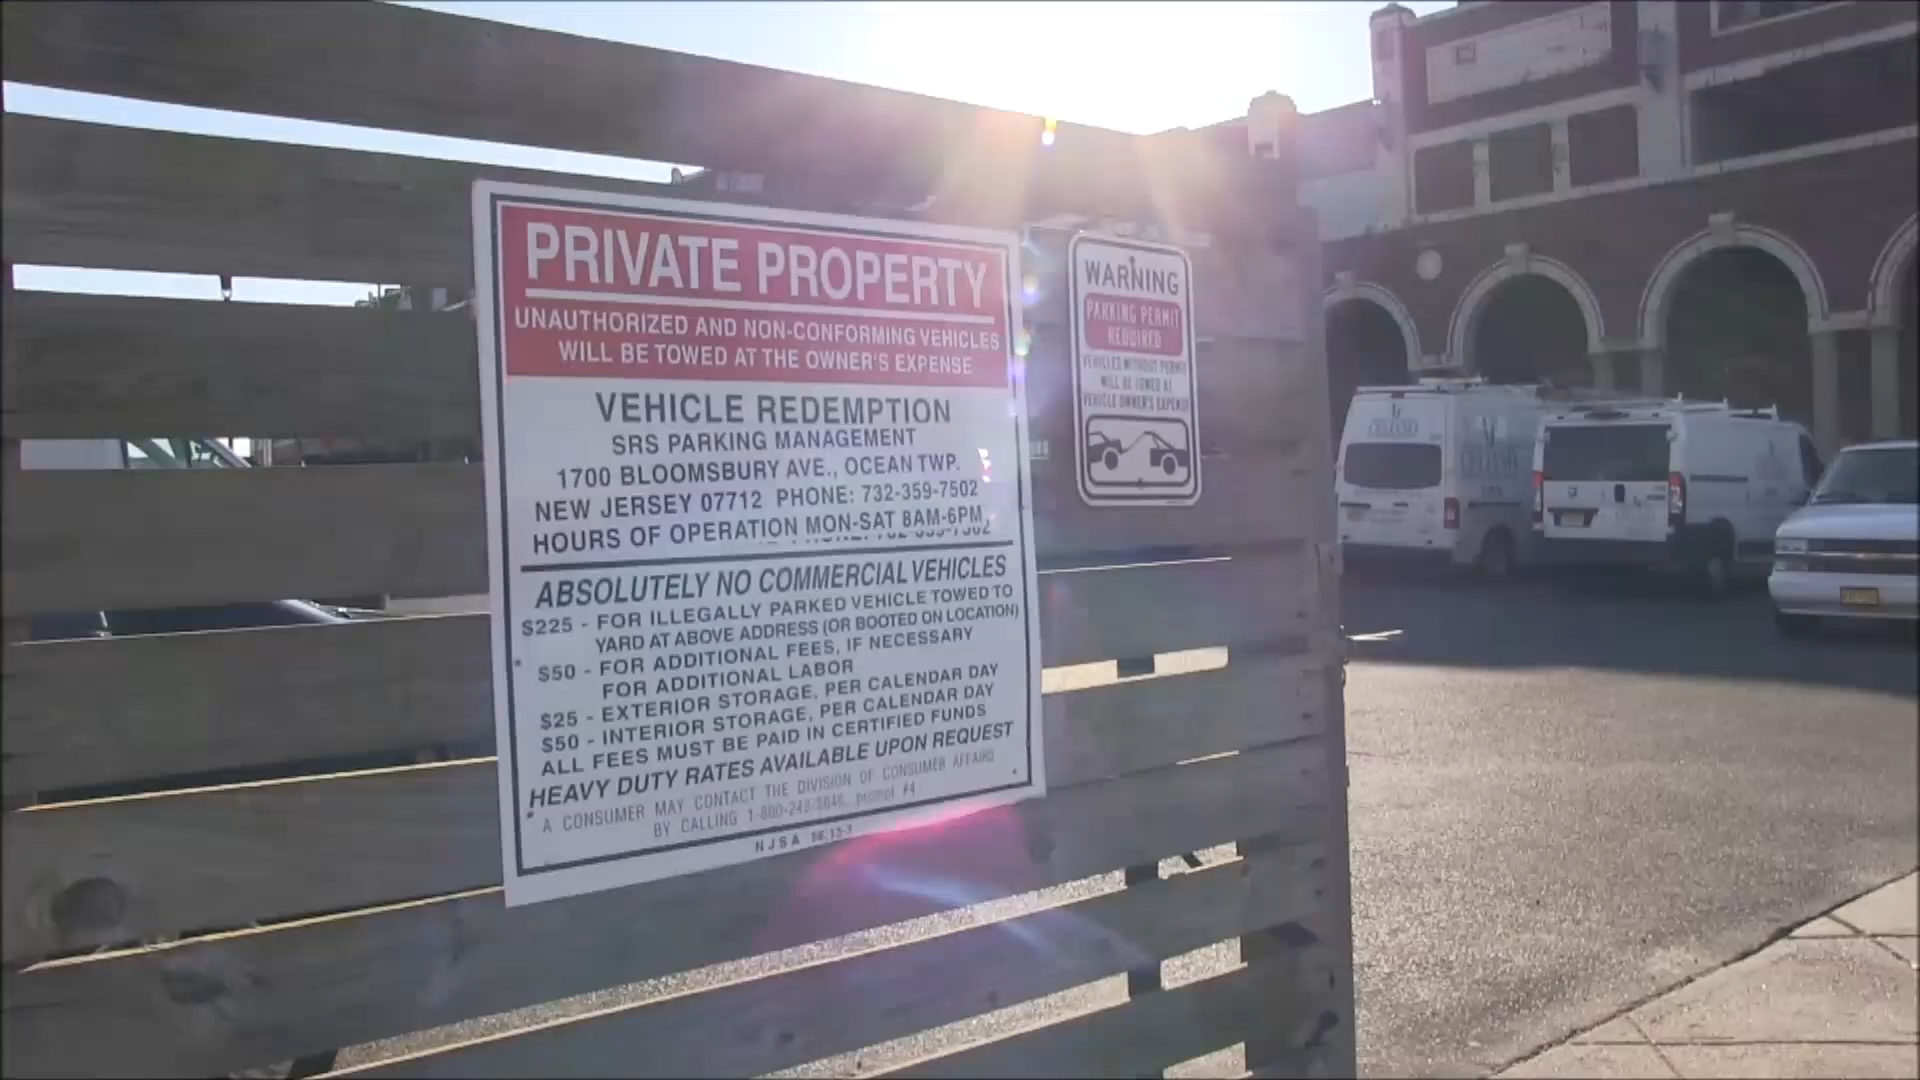 PRIVATE PROPERTY
UNAUTHORIZED AND NON-CONFORMING VEHICLES
WILL BE TOWED AT THE OWNER'S EXPENSE
VEHICLE REDEMPTION
SRS PARKING MANAGEMENT
1700 BLOOMSBURY AVE., OCEAN TWP.
NEW JERSEY 07712 PHONE: 732-359-7502
HOURS OF OPERATION MON-SAT 8AM-6PM
ABSOLUTELY NO COMMERCIAL VEHICLES
$225 - FOR ILLEGALLY PARKED VEHICLE TOWED TO
YARD AT ABOVE ADDRESS (OR BOOTED ON LOCATION)
$50 - FOR ADDITIONAL FEES, IF NECESSARY
FOR ADDITIONAL LABOR
$25 - EXTERIOR STORAGE, PER CALENDAR DAY
$50 - INTERIOR STORAGE, PER CALENDAR DAY
ALL FEES MUST BE PAID IN CERTIFIED FUNDS
HEAVY DUTY RATES AVAILABLE UPON REQUEST
A CONSUMER MAY CONTACT THE DIVISION OF CONSUMER AFFAIRS
BY CALLING prompt #4
NJSA
WARNING
PARKING PERMIT
REQUIRED
VEHICLES WITHOUT PERMIT
WILL BE TOWED AT
VEHICLE OWNER'S EXPENSE